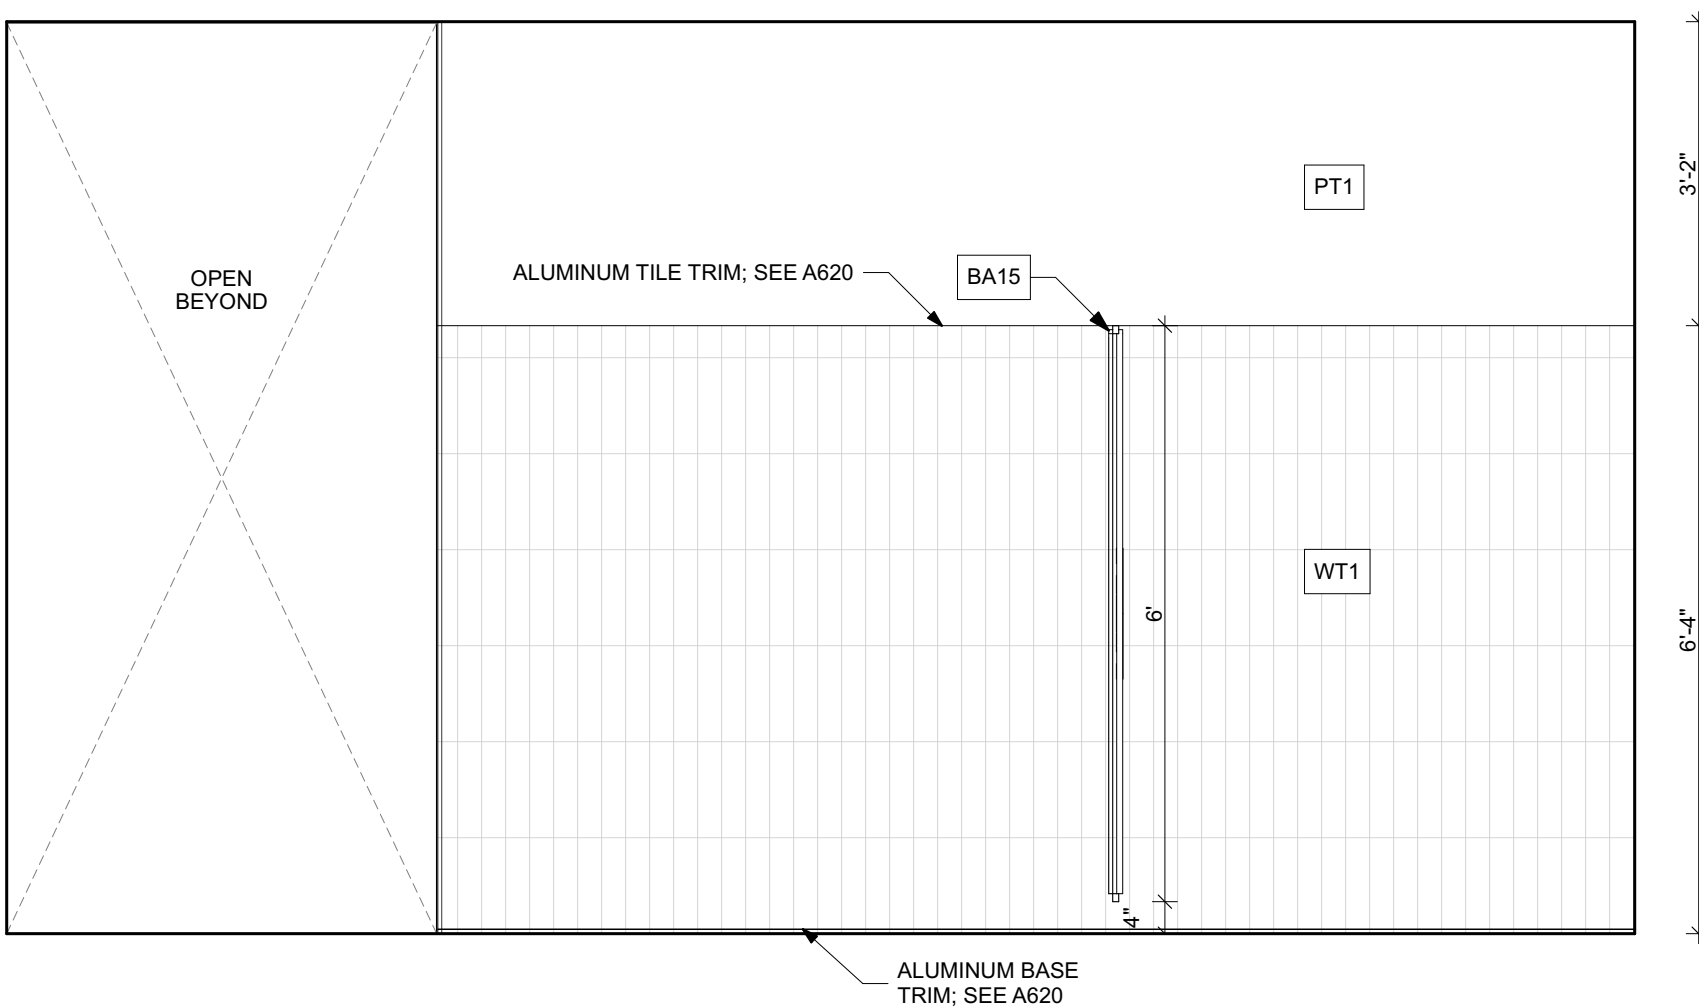 3'-2"
PT1
ALUMINUM TILE TRIM; SEE A620
BA15
OPEN
BEYOND
WT1
6'
6'-4"
4"
ALUMINUM BASE
TRIM; SEE A620